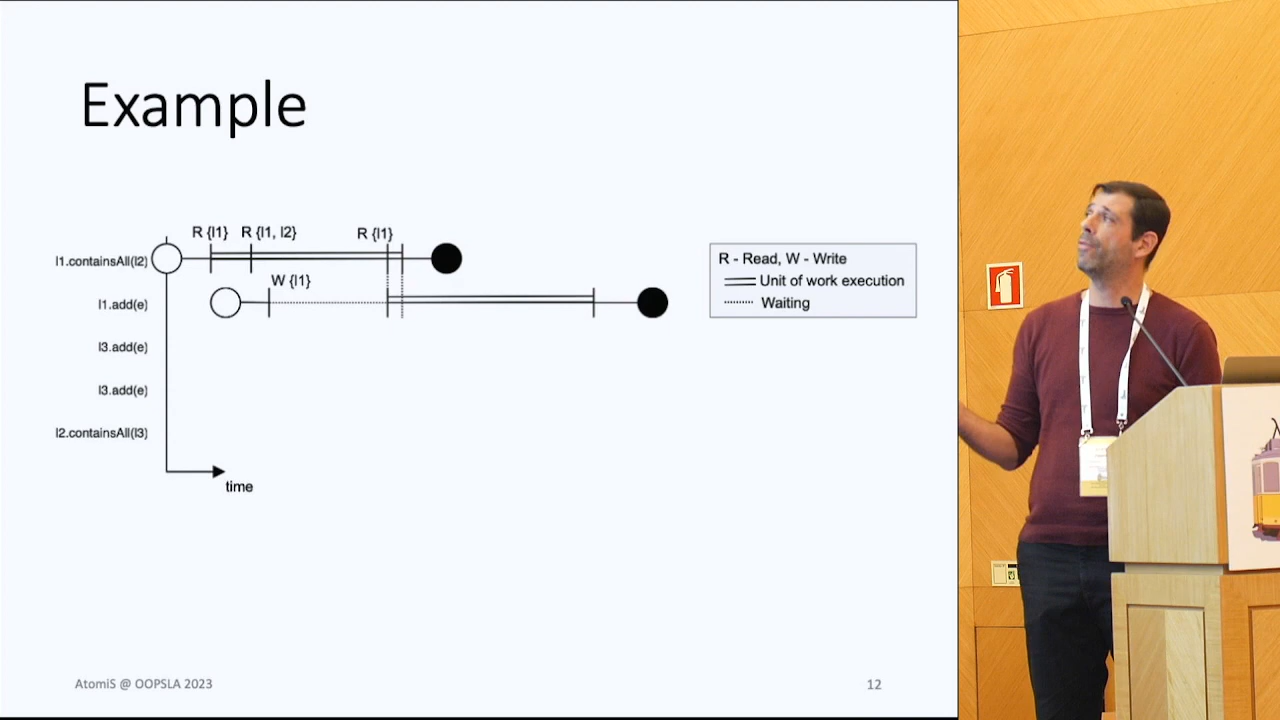 Example
R {l1} R {l1, l2} R {l1}
l1.containsAll(l2)
W {l1}
l1.add(e)
l3.add(e)
l3.add(e)
l2.containsAll(l3)
time
R - Read, W - Write
Unit of work execution
Waiting
AtomiS @ OOPSLA 2023
12